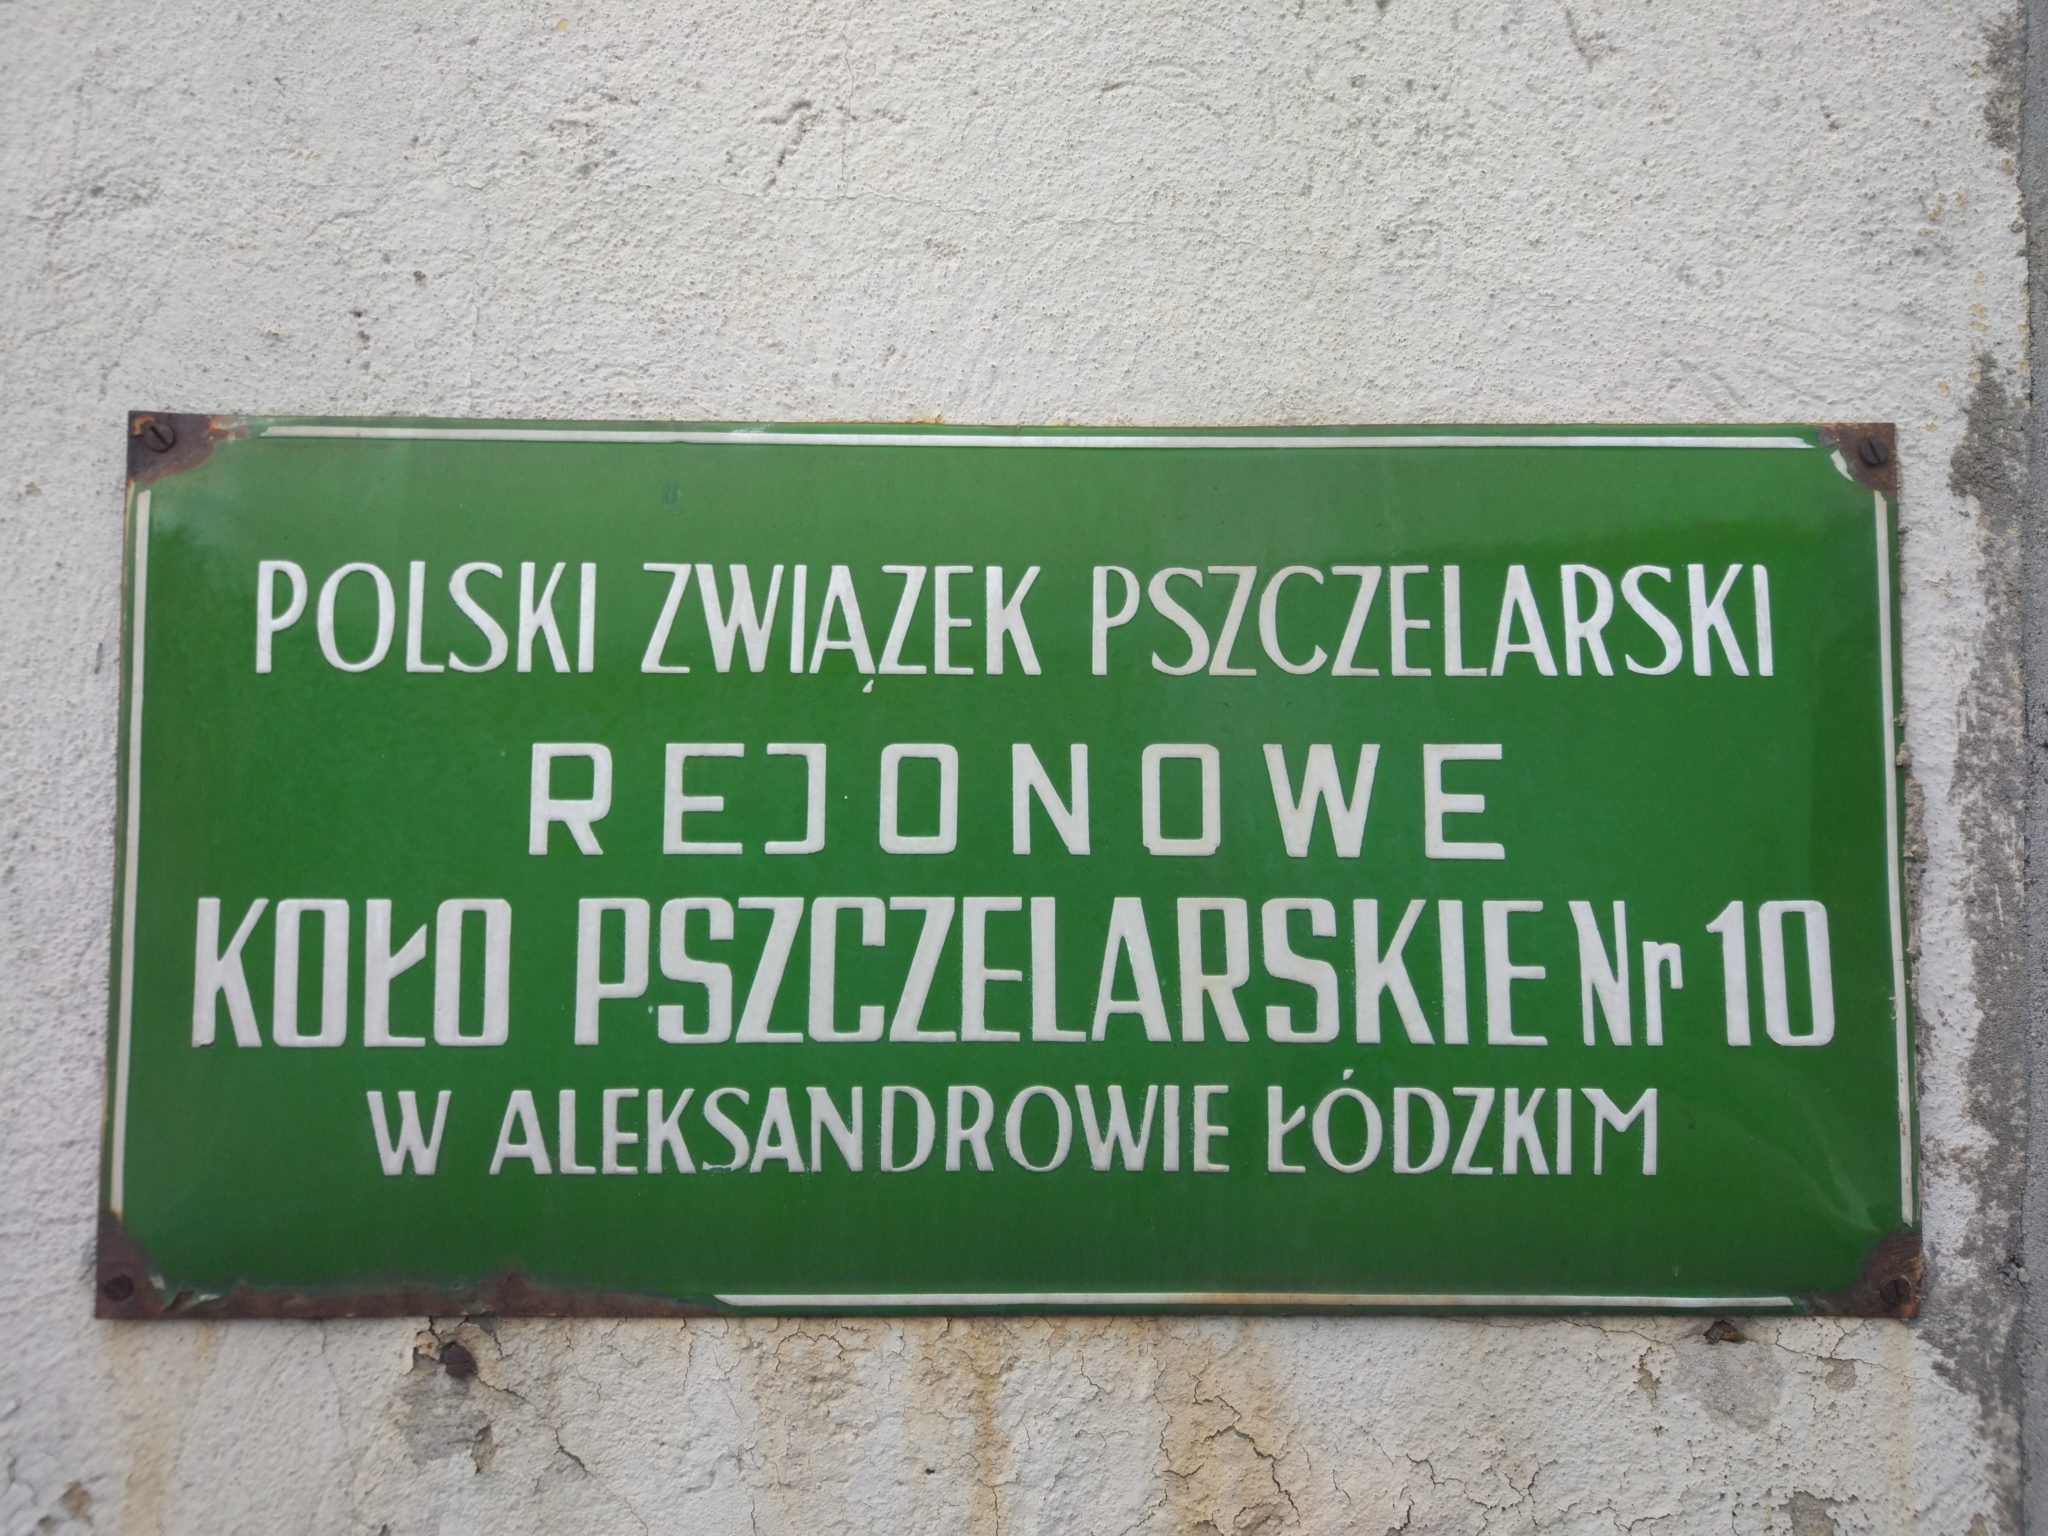 POLSKI ZWIĄZEK PSZCZELARSKI
REJONOWE
KOŁO PSZCZELARSKIE Nr 10
W ALEKSANDROWIE ŁÓDZKIM